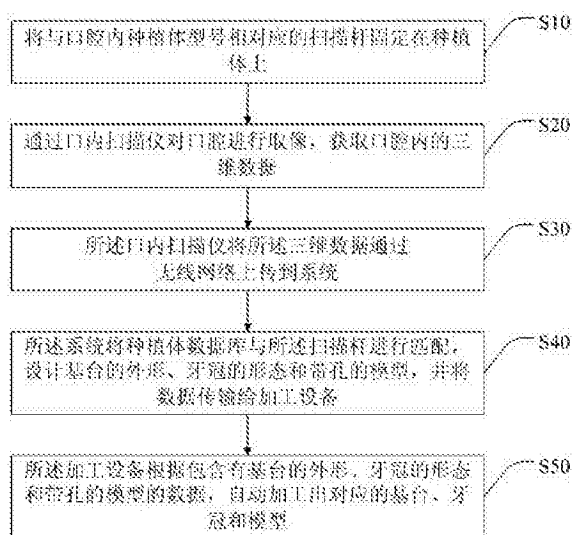 将与口腔内种植体型号相对应的扫描杆固定在种植
体上
S10
通过口内扫描仪对口腔进行取像，获取口腔内的三
维数据
S20
所述口内扫描仪将所述三维数据通过
无线网络上传到系统
S30
所述系统将种植体数据库与所述扫描杆进行匹配，
设计基台的外形、牙冠的形态和带孔的模型，并将
数据传输给加工设备
S40
所述加工设备根据包含有基台的外形、牙冠的形态
和带孔的模型的数据，自动加工出对应的基台、牙
冠和模型
S50